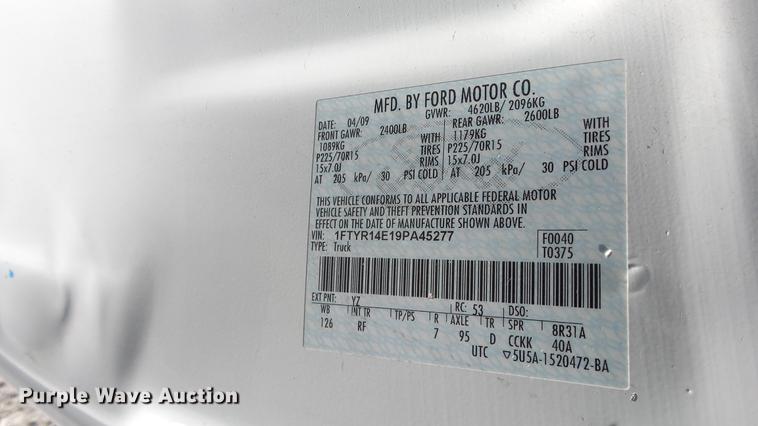 MFD. BY FORD MOTOR CO.
DATE: 04/09 GVWR: 4620LB/ 2096KG
FRONT GAWR: 2400LB REAR GAWR: 2600LB
1089KG WITH 1179KG WITH
P225/70R15 TIRES P225/70R15 TIRES
15x7.0J RIMS 15x7.0J RIMS
AT 205 kPa/ 30 PSI COLD AT 205 kPa/ 30 PSI COLD
THIS VEHICLE CONFORMS TO ALL APPLICABLE FEDERAL MOTOR
VEHICLE SAFETY AND THEFT PREVENTION STANDARDS IN
EFFECT ON THE DATE OF MANUFACTURE SHOWN ABOVE.
VIN: 1FTYR14E19PA45277 F0040
TYPE: Truck T0375
EXT PNT: YZ RC: 53 DSO:
WB INT TR TP/PS R AXLE TR SPR 8R31A
126 RF 7 95 D CCKK 40A
UTC ▽5U5A-1520472-BA
Purple Wave Auction